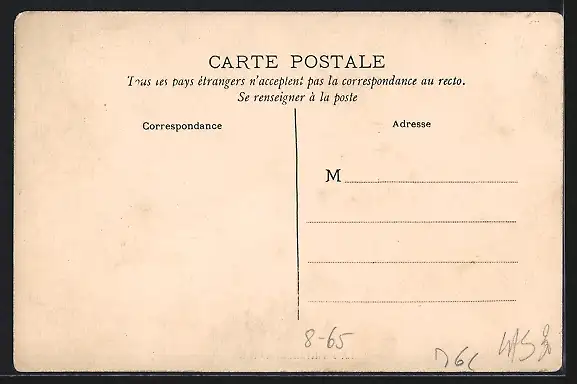 CARTE POSTALE
Tous les pays étrangers n'acceptent pas la correspondance au recto.
Se renseigner à la poste
Correspondance
Adresse
M
8-65